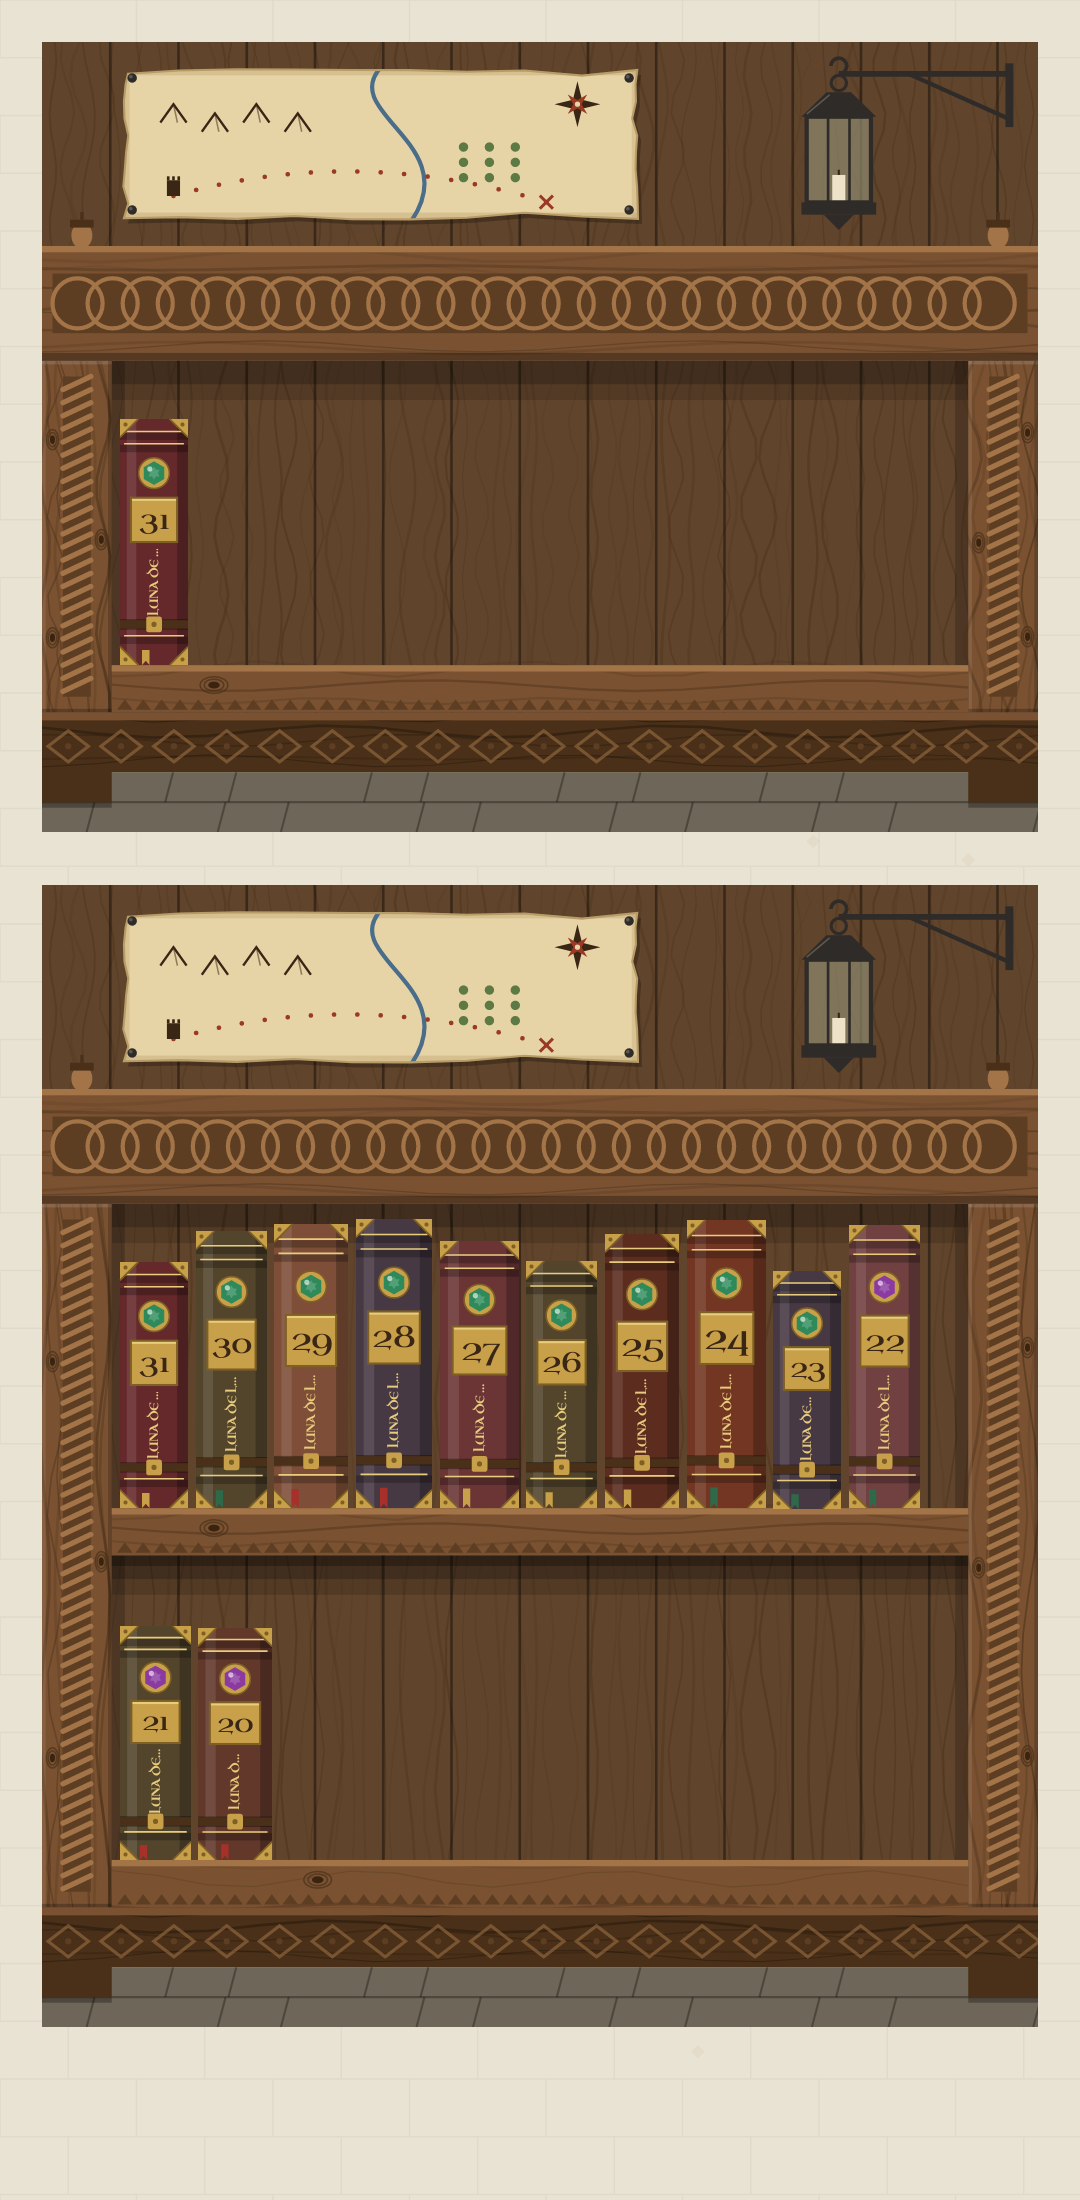 31
Luna de ...
31
Luna de ...
30
Luna de l...
29
Luna de l...
28
Luna de l...
27
Luna de ...
26
Luna de ...
25
Luna de l...
24
Luna de l...
23
Luna de...
22
Luna de l...
21
Luna de...
20
Luna d...